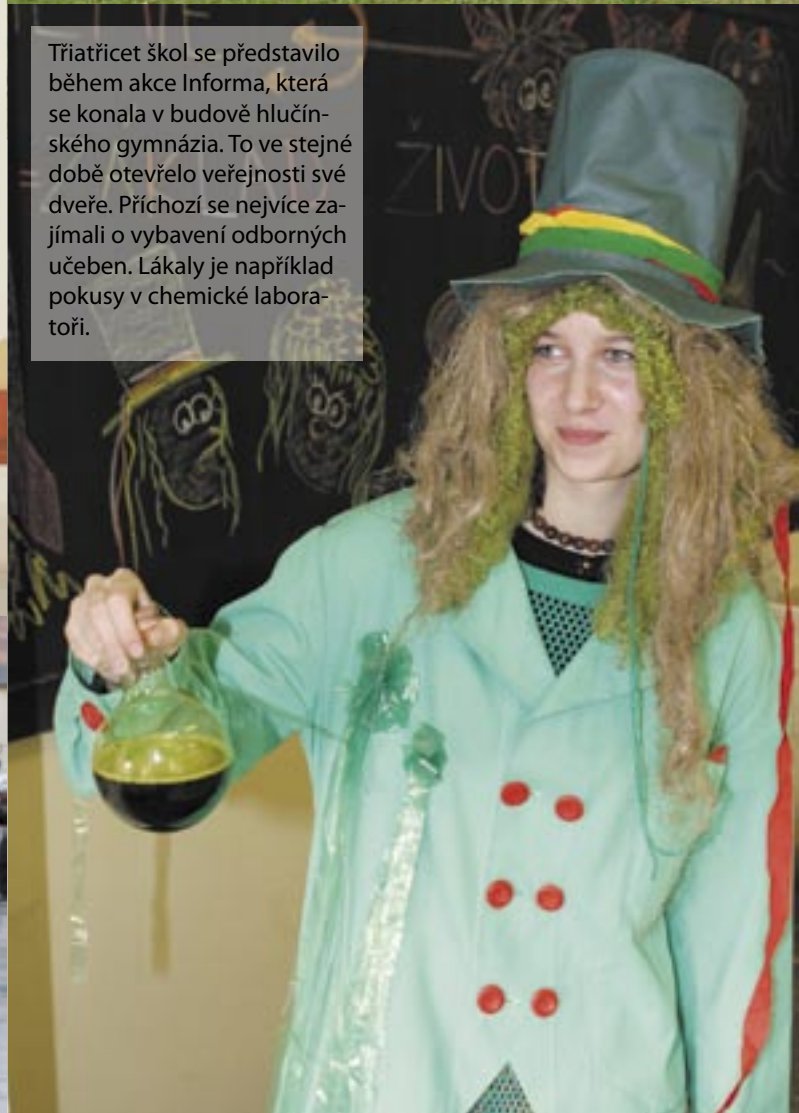 Třiatřicet škol se představilo
během akce Informa, která
se konala v budově hlučín-
ského gymnázia. To ve stejné
době otevřelo veřejnosti své
dveře. Příchozí se nejvíce za-
jímali o vybavení odborných
učeben. Lákaly je například
pokusy v chemické labora-
toři.
ŽIVOT